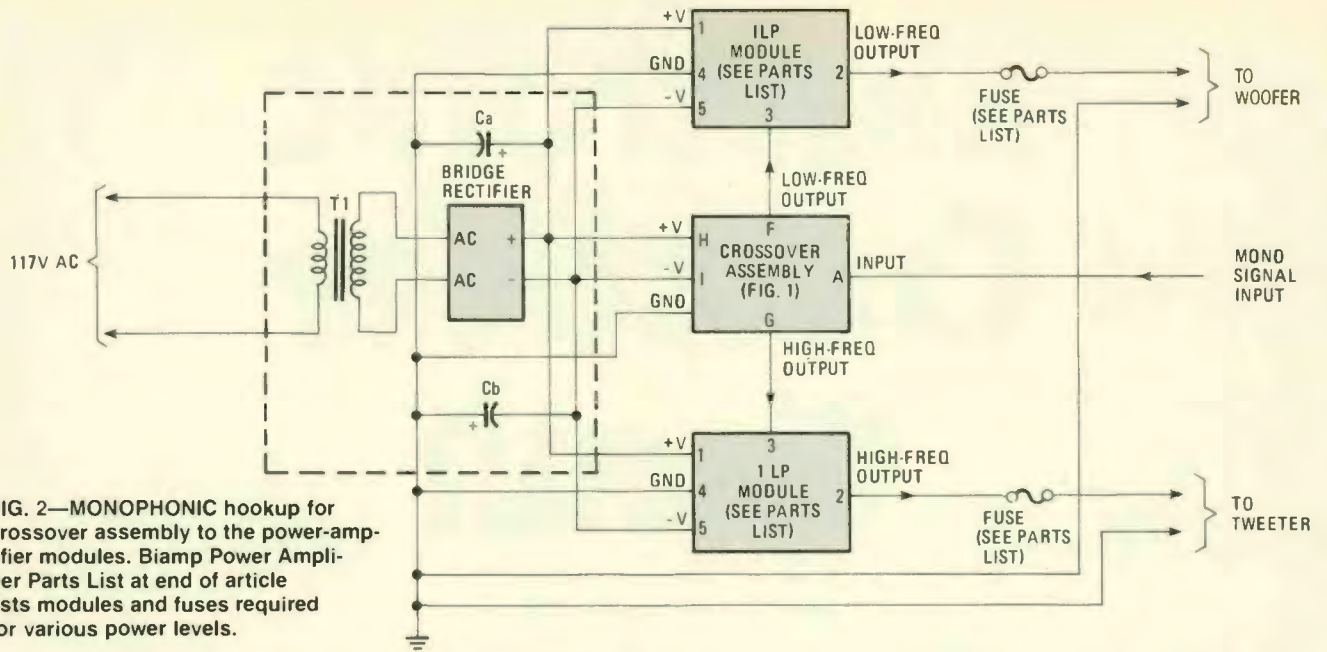 +V
1
ILP
MODULE
(SEE PARTS
LIST)
GND
4
-V
5
2
3
LOW-FREQ
OUTPUT
FUSE
(SEE PARTS
LIST)
TO
WOOFER
Ca
+
BRIDGE
RECTIFIER
LOW-FREQ
OUTPUT
T1
117V AC
AC +
AC -
+V
H
F
CROSSOVER
ASSEMBLY
(FIG. 1)
-V
I
GND
G
A
INPUT
MONO
SIGNAL
INPUT
HIGH-FREQ
OUTPUT
Cb
+
+V
1
3
1 LP
MODULE
(SEE PARTS
LIST)
GND
4
-V
5
2
HIGH-FREQ
OUTPUT
FUSE
(SEE PARTS
LIST)
TO
TWEETER
IG. 2—MONOPHONIC hookup for
rossover assembly to the power-amp-
fier modules. Biamp Power Ampli-
er Parts List at end of article
sts modules and fuses required
or various power levels.